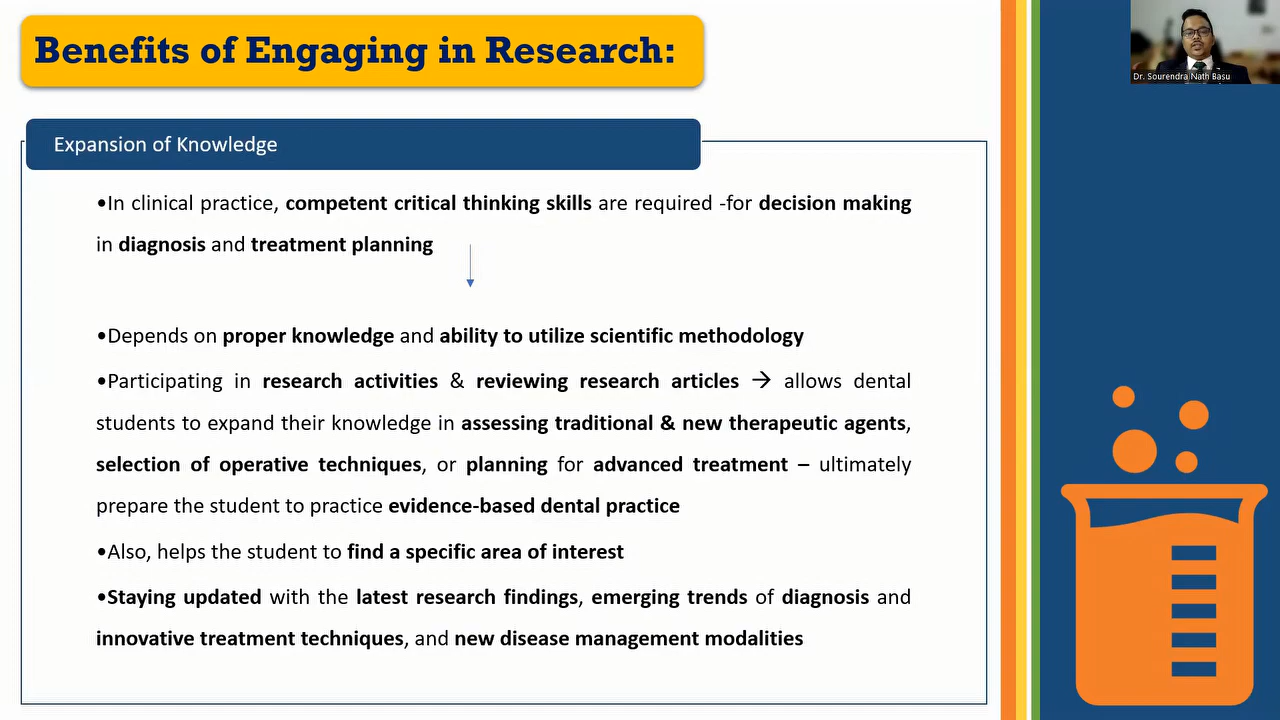 Benefits of Engaging in Research:
Dr. Sourendra Nath Basu
Expansion of Knowledge
•In clinical practice, competent critical thinking skills are required -for decision making
in diagnosis and treatment planning
•Depends on proper knowledge and ability to utilize scientific methodology
•Participating in research activities & reviewing research articles → allows dental
students to expand their knowledge in assessing traditional & new therapeutic agents,
selection of operative techniques, or planning for advanced treatment – ultimately
prepare the student to practice evidence-based dental practice
•Also, helps the student to find a specific area of interest
•Staying updated with the latest research findings, emerging trends of diagnosis and
innovative treatment techniques, and new disease management modalities